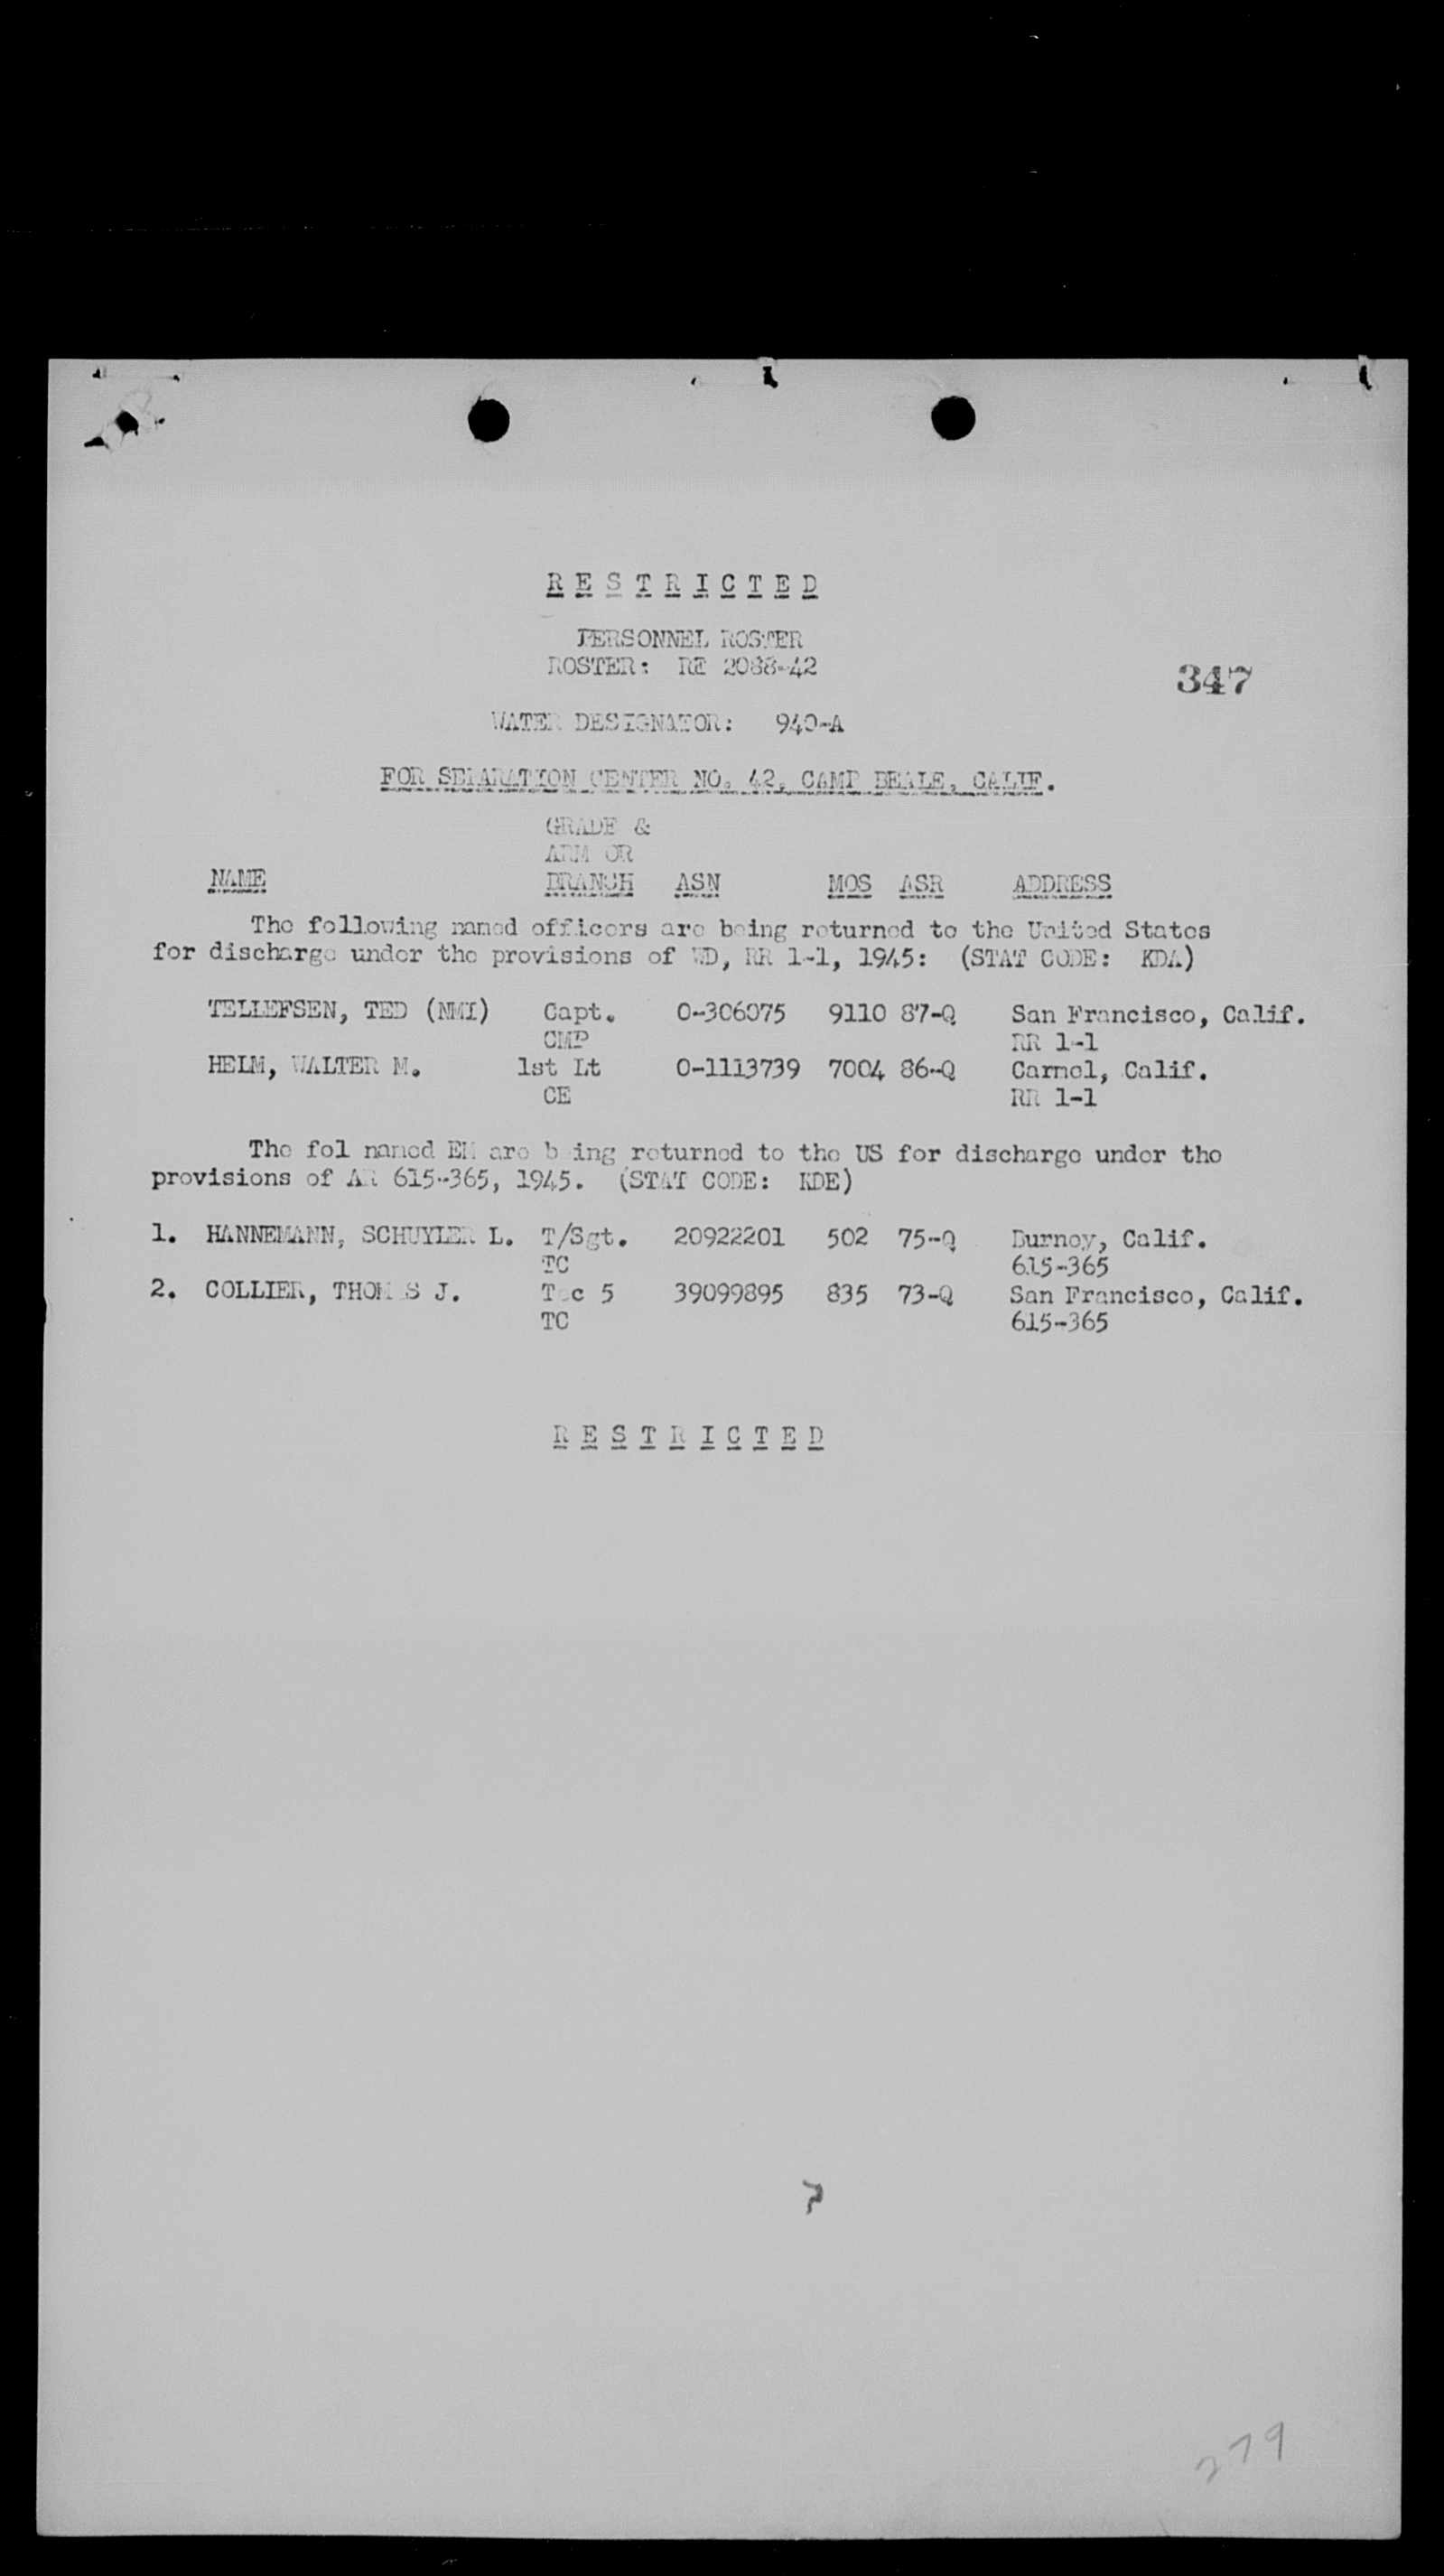 R E S T R I C T E D
PERSONNEL ROSTER
ROSTER: RE 2088-42
347
WATER DESIGNATOR: 940-A
FOR SEPARATION CENTER NO. 42, CAMP BEALE, CALIF.
GRADE &
ARM OR
NAME BRANCH ASN MOS ASR ADDRESS
The following named officers are being returned to the United States
for discharge under the provisions of WD, RR 1-1, 1945: (STAT CODE: KDA)
TELLEFSEN, TED (NMI) Capt. O-306075 9110 87-Q San Francisco, Calif.
CMP RR 1-1
HELM, WALTER M. 1st Lt O-1113739 7004 86-Q Carmel, Calif.
CE RR 1-1
The fol named EM are being returned to the US for discharge under the
provisions of AR 615-365, 1945. (STAT CODE: KDE)
1. HANNEMANN, SCHUYLER L. T/Sgt. 20922201 502 75-Q Burney, Calif.
TC 615-365
2. COLLIER, THOMAS J. Tec 5 39099895 835 73-Q San Francisco, Calif.
TC 615-365
R E S T R I C T E D
279